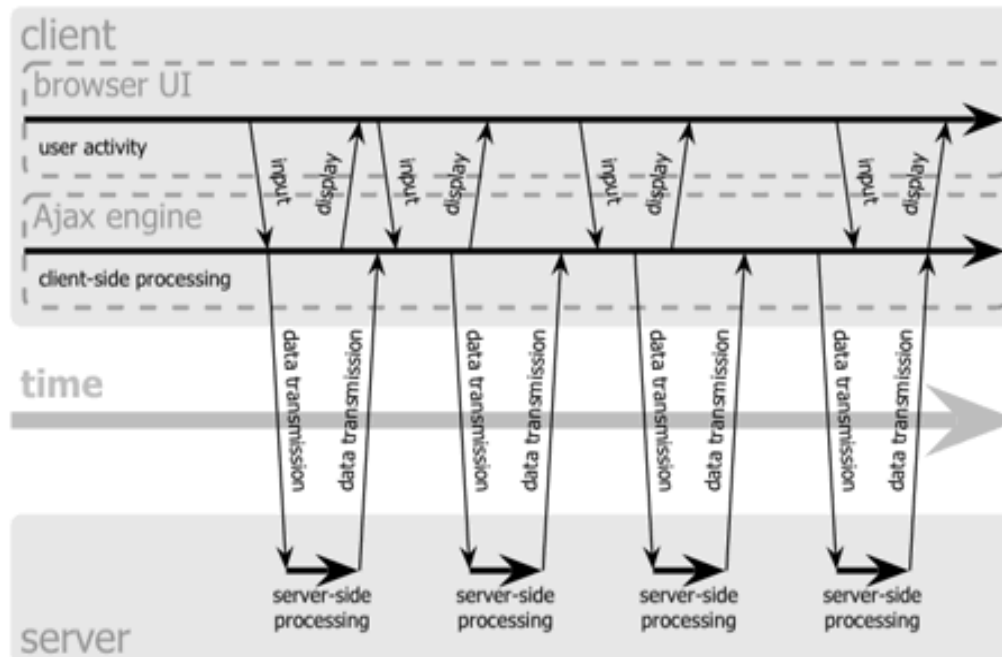 client
browser UI
user activity
input
display
input
display
input
display
input
display
Ajax engine
client-side processing
data transmission
data transmission
data transmission
data transmission
data transmission
data transmission
data transmission
data transmission
time
server-side
processing
server-side
processing
server-side
processing
server-side
processing
server